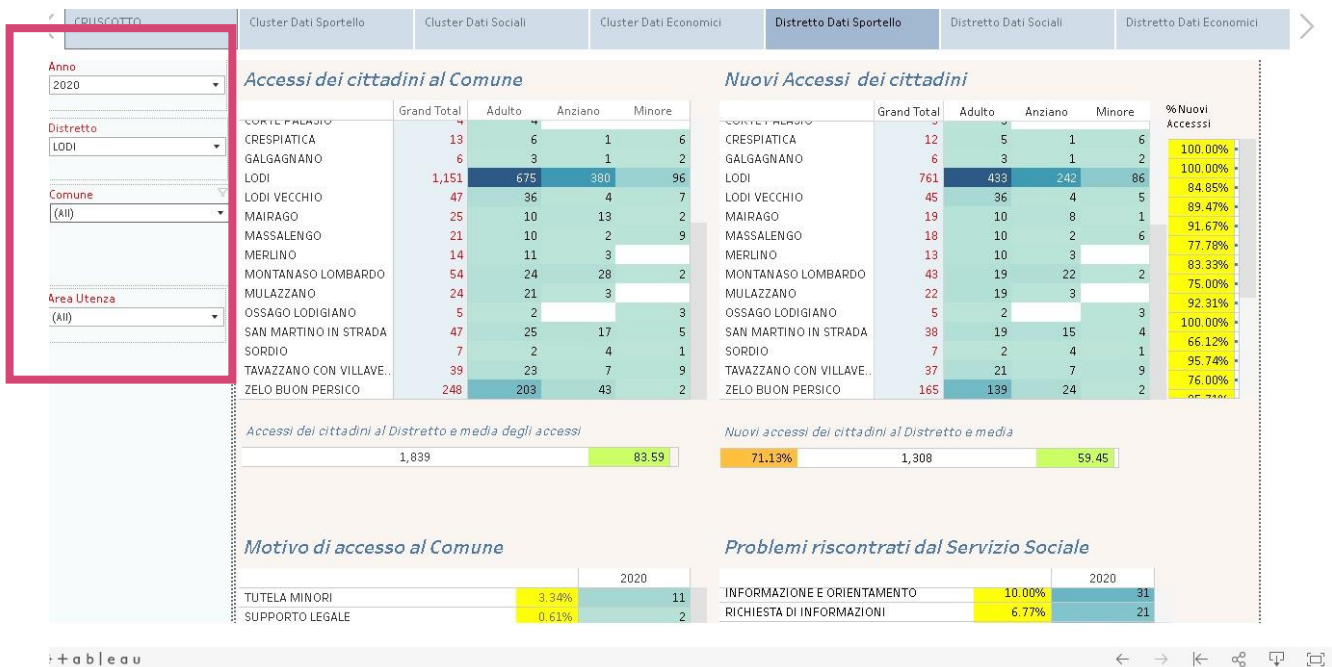 CRUSCOTTO Cluster Dati Sportello Cluster Dati Sociali Cluster Dati Economici Distretto Dati Sportello Distretto Dati Sociali Distretto Dati Economici
Anno
2020
Distretto
LODI
Comune
(All)
Area Utenza
(All)
Accessi dei cittadini al Comune
Grand Total Adulto Anziano Minore
CORTE PALASIO 4 4
CRESPIATICA 13 6 1 6
GALGAGNANO 6 3 1 2
LODI 1,151 675 380 96
LODI VECCHIO 47 36 4 7
MAIRAGO 25 10 13 2
MASSALENGO 21 10 2 9
MERLINO 14 11 3
MONTANASO LOMBARDO 54 24 28 2
MULAZZANO 24 21 3
OSSAGO LODIGIANO 5 2 3
SAN MARTINO IN STRADA 47 25 17 5
SORDIO 7 2 4 1
TAVAZZANO CON VILLAVE.. 39 23 7 9
ZELO BUON PERSICO 248 203 43 2
Nuovi Accessi dei cittadini
Grand Total Adulto Anziano Minore
CORTE PALASIO 3 3
CRESPIATICA 12 5 1 6
GALGAGNANO 6 3 1 2
LODI 761 433 242 86
LODI VECCHIO 45 36 4 5
MAIRAGO 19 10 8 1
MASSALENGO 18 10 2 6
MERLINO 13 10 3
MONTANASO LOMBARDO 43 19 22 2
MULAZZANO 22 19 3
OSSAGO LODIGIANO 5 2 3
SAN MARTINO IN STRADA 38 19 15 4
SORDIO 7 2 4 1
TAVAZZANO CON VILLAVE.. 37 21 7 9
ZELO BUON PERSICO 165 139 24 2
% Nuovi
Accesssi
100.00%
100.00%
84.85%
89.47%
91.67%
77.78%
83.33%
75.00%
92.31%
100.00%
66.12%
95.74%
76.00%
Accessi dei cittadini al Distretto e media degli accessi
1,839 83.59
Nuovi accessi dei cittadini al Distretto e media
71.13% 1,308 59.45
Motivo di accesso al Comune
2020
TUTELA MINORI 3.34% 11
SUPPORTO LEGALE 0.61% 2
Problemi riscontrati dal Servizio Sociale
2020
INFORMAZIONE E ORIENTAMENTO 10.00% 31
RICHIESTA DI INFORMAZIONI 6.77% 21
+ableau